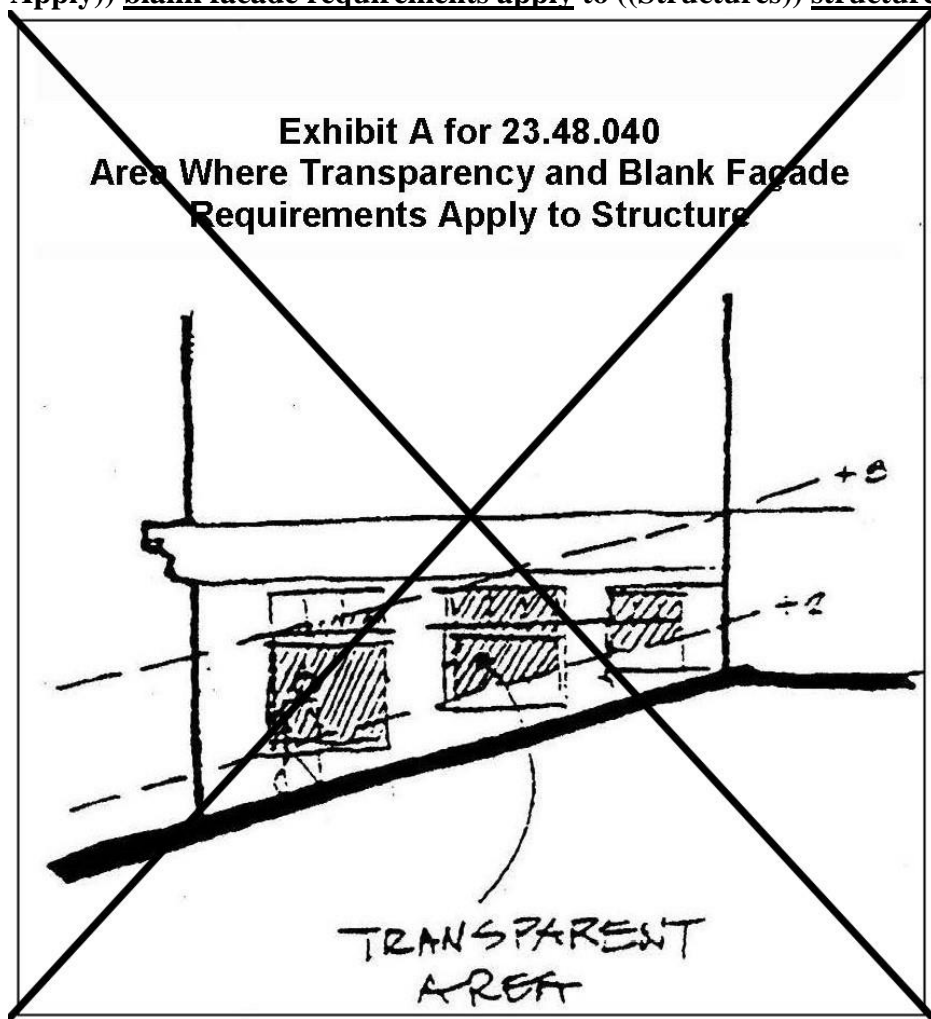 Apply)) blank facade requirements apply to ((Structures)) structure
Exhibit A for 23.48.040
Area Where Transparency and Blank Façade
Requirements Apply to Structure
+8
+2
TRANSPARENT
AREA